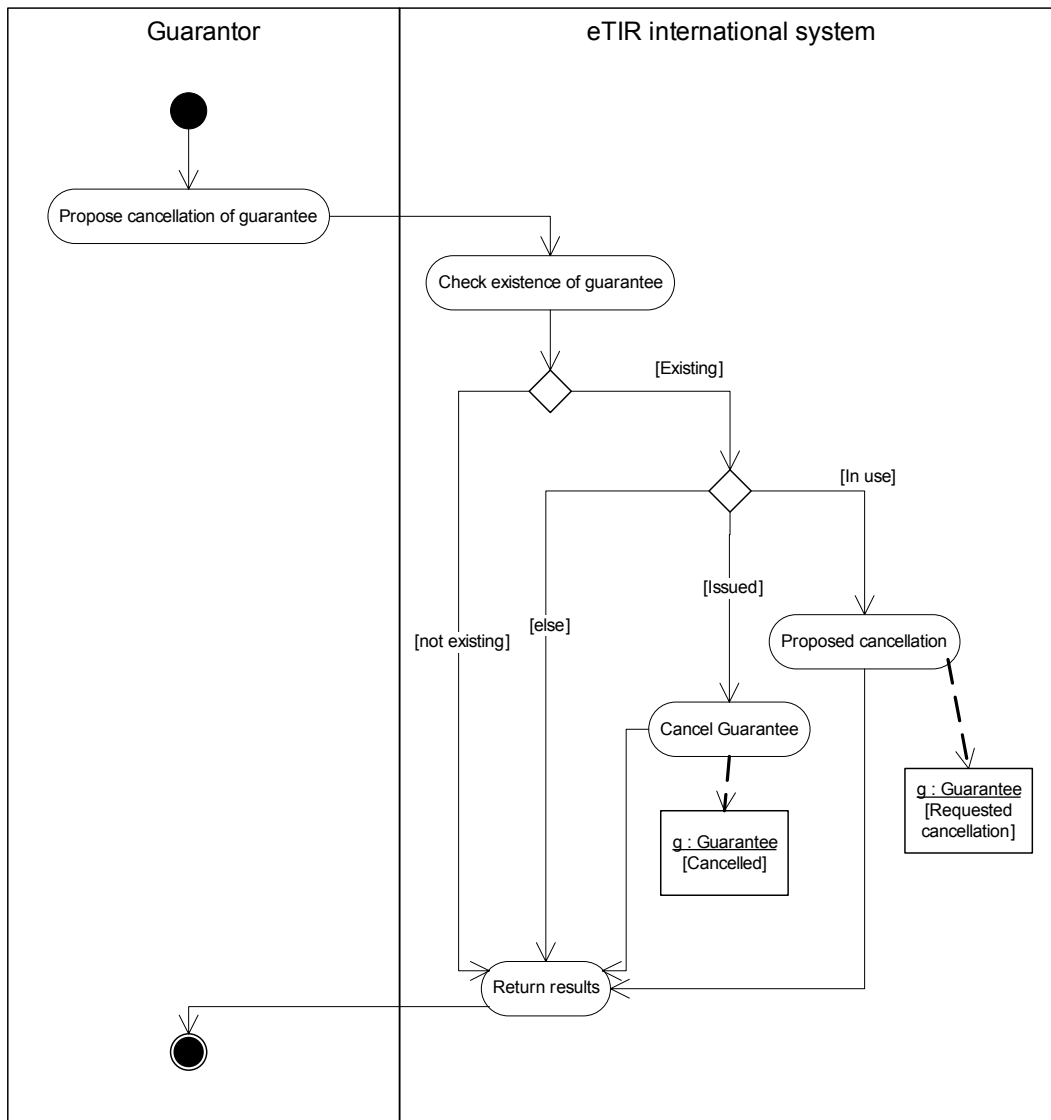 Guarantor
eTIR international system
Propose cancellation of guarantee
Check existence of guarantee
[Existing]
[In use]
[Issued]
[else]
[not existing]
Proposed cancellation
Cancel Guarantee
g : Guarantee
[Requested
cancellation]
g : Guarantee
[Cancelled]
Return results